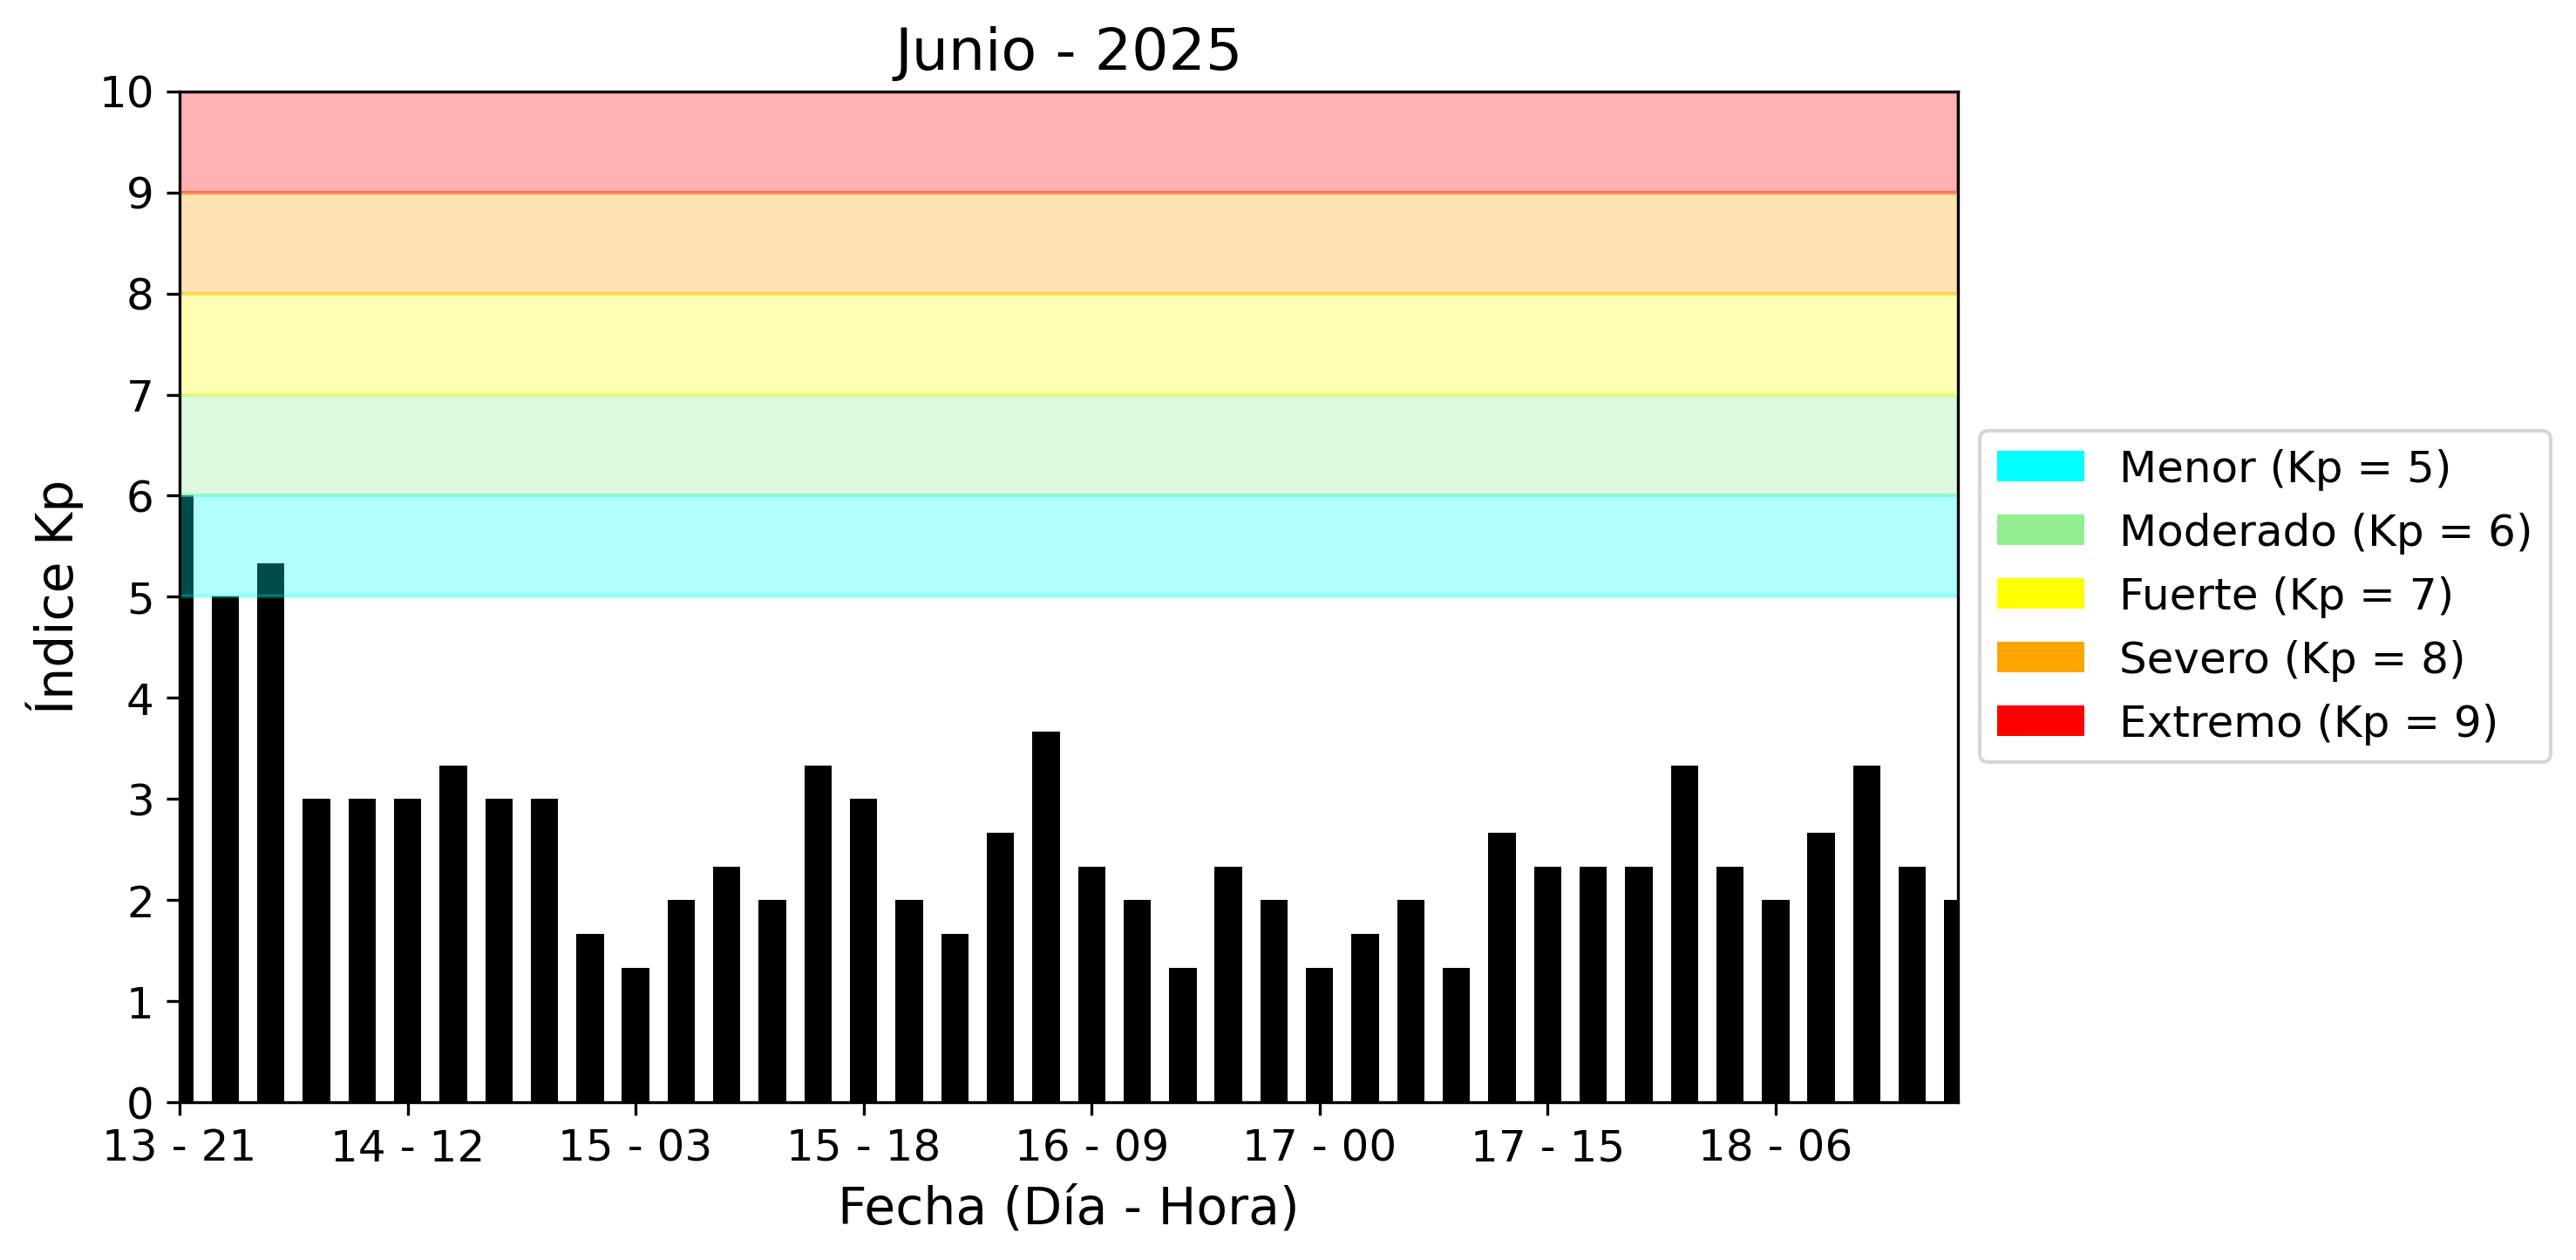 Junio - 2025
Índice Kp
10
9
8
7
6
5
4
3
2
1
0
13 - 21
14 - 12
15 - 03
15 - 18
16 - 09
17 - 00
17 - 15
18 - 06
Fecha (Día - Hora)
Menor (Kp = 5)
Moderado (Kp = 6)
Fuerte (Kp = 7)
Severo (Kp = 8)
Extremo (Kp = 9)